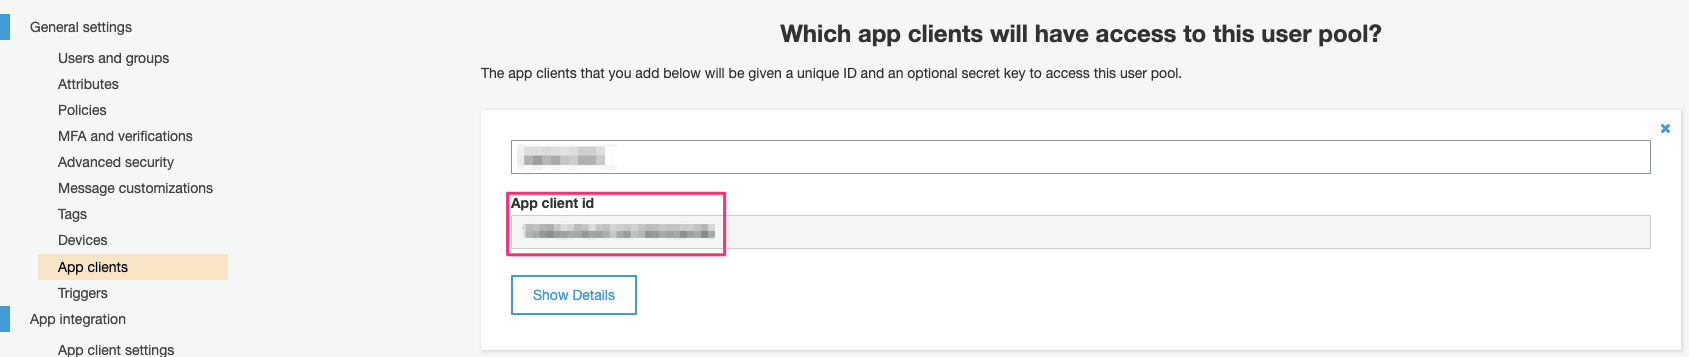 General settings
Users and groups
Attributes
Policies
MFA and verifications
Advanced security
Message customizations
Tags
Devices
App clients
Triggers
App integration
App client settings
Which app clients will have access to this user pool?
The app clients that you add below will be given a unique ID and an optional secret key to access this user pool.
App client id
Show Details